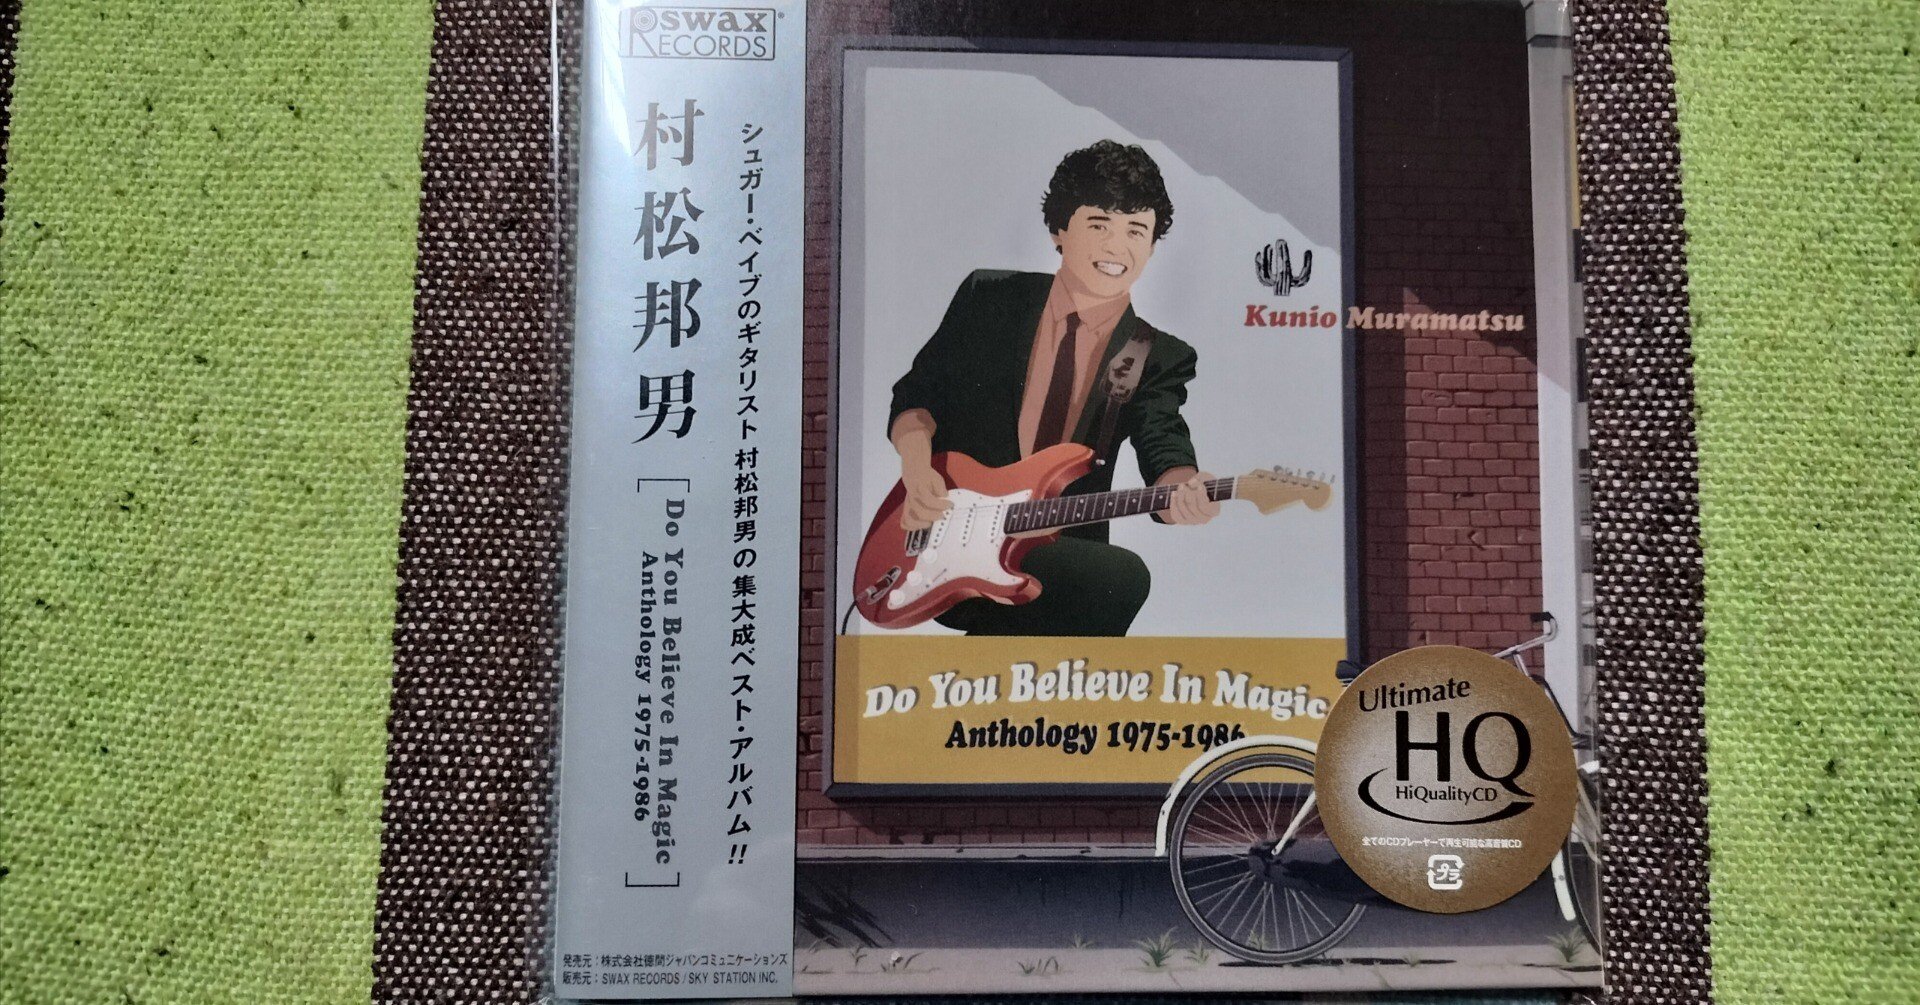 swax
RECORDS
村松邦男
[Do You Believe In Magic
Anthology 1975-1986]
シュガー・ベイブのギタリスト 村松邦男の 集大成ベスト・アルバム!!
発売元：株式会社徳間ジャパンコミュニケーションズ
販売元：SWAX RECORDS / SKY STATION INC.
Kunio Muramatsu
Do You Believe In Magic
Anthology 1975-1986
Ultimate
HQ
HiQualityCD
全てのCDプレーヤーで再生可能な高音質CD
プラ